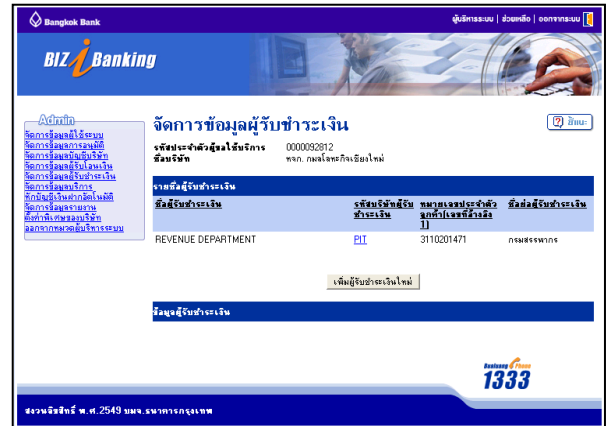 Bangkok Bank
ผู้บริหารระบบ | ช่วยเหลือ | ออกจากระบบ
BIZ iBanking
Admin
จัดการข้อมูลผู้รับชำระเงิน
แนะนำ
จัดการข้อมูลผู้ใช้ระบบ
จัดการข้อมูลการอนุมัติ
จัดการข้อมูลบัญชีบริษัท
จัดการข้อมูลผู้รับโอนเงิน
จัดการข้อมูลผู้รับชำระเงิน
จัดการข้อมูลบริการ
หักบัญชีเงินฝากอัตโนมัติ
จัดการข้อมูลรายงาน
ตั้งค่าพิเศษของบริษัท
ออกจากหมวดผู้บริหารระบบ
รหัสประจำตัวผู้ขอใช้บริการ 0000092812
ชื่อบริษัท หจก. กมลโลหะกิจเชียงใหม่
รายชื่อผู้รับชำระเงิน
ชื่อผู้รับชำระเงิน รหัสบริษัทผู้รับชำระเงิน หมายเลขประจำตัวลูกค้า(เลขที่อ้างอิง 1) ชื่อย่อผู้รับชำระเงิน
REVENUE DEPARTMENT PIT 3110201471 กรมสรรพากร
เพิ่มผู้รับชำระเงินใหม่
ข้อมูลผู้รับชำระเงิน
Bualuang iPhone
1333
สงวนลิขสิทธิ์ พ.ศ.2549 บมจ.ธนาคารกรุงเทพ